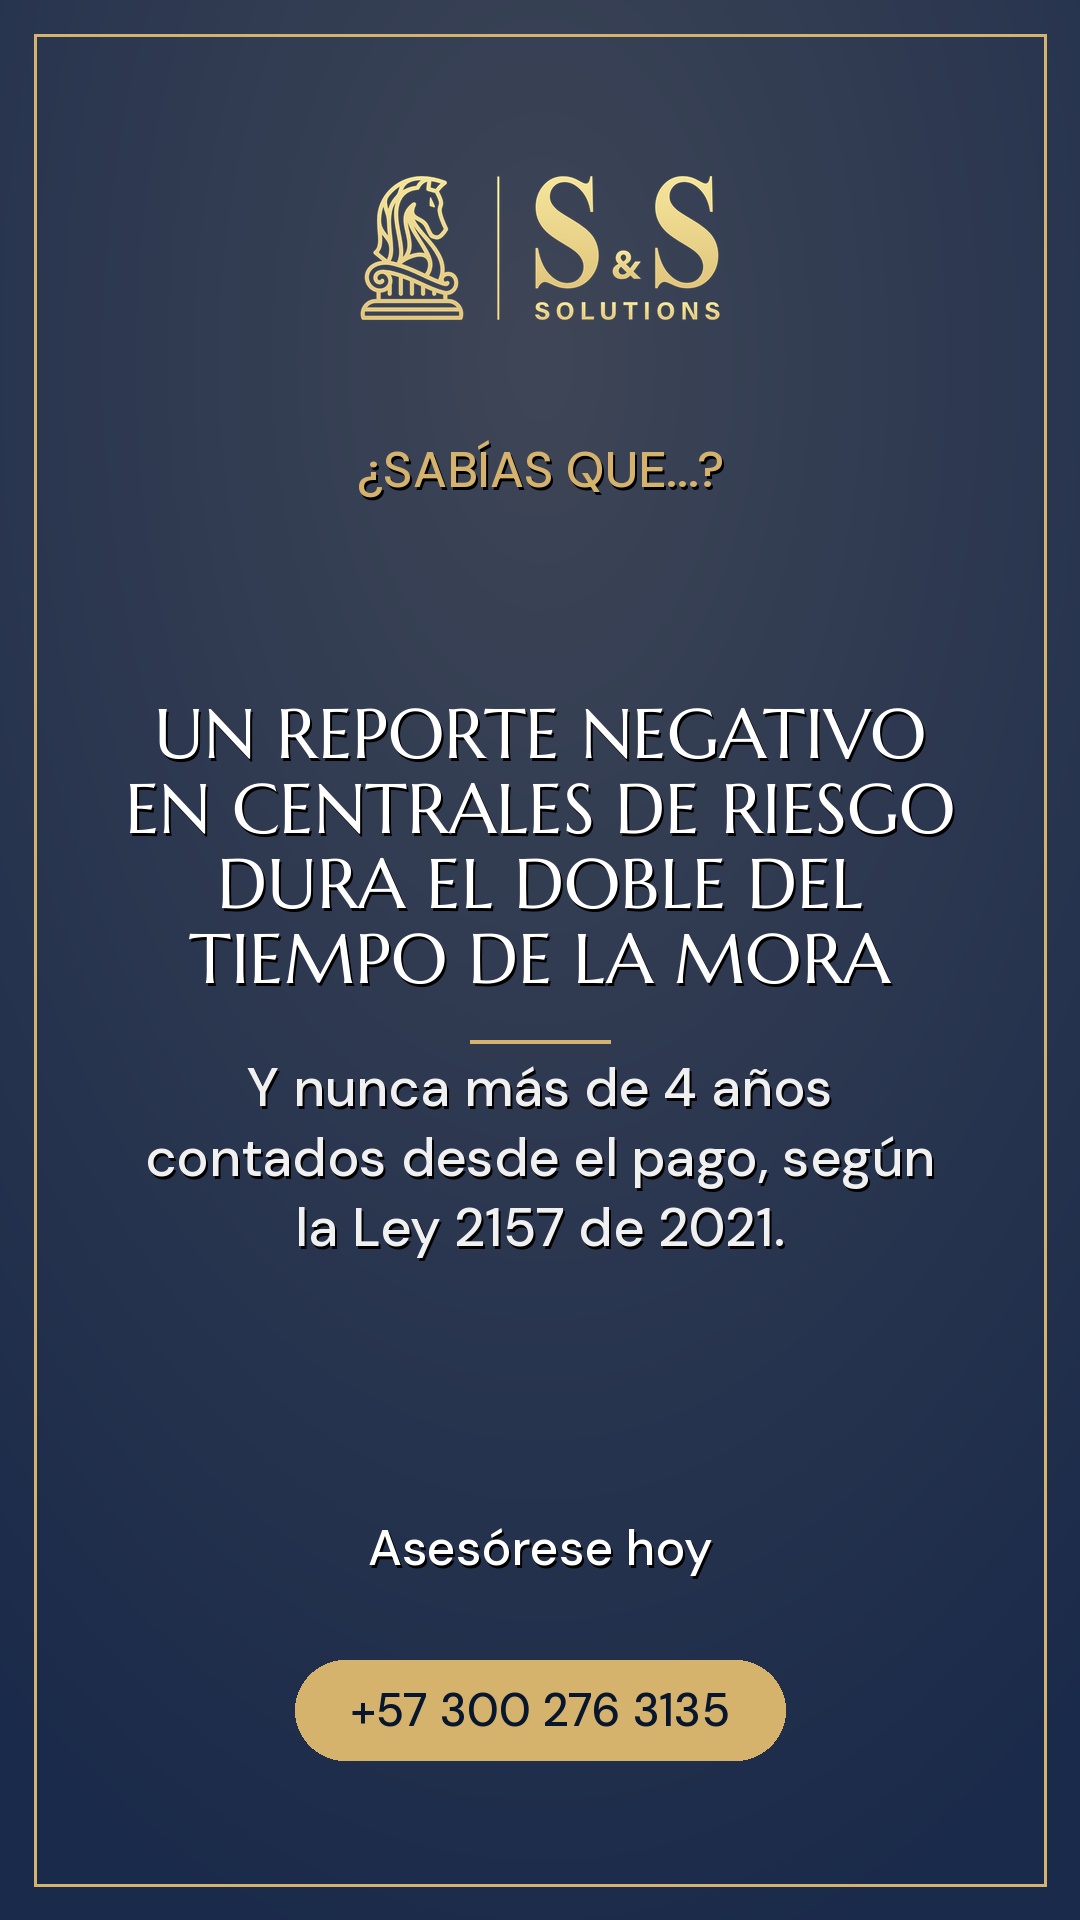 S&S
SOLUTIONS
¿SABÍAS QUE...?
UN REPORTE NEGATIVO
EN CENTRALES DE RIESGO
DURA EL DOBLE DEL
TIEMPO DE LA MORA
Y nunca más de 4 años
contados desde el pago, según
la Ley 2157 de 2021.
Asesórese hoy
+57 300 276 3135